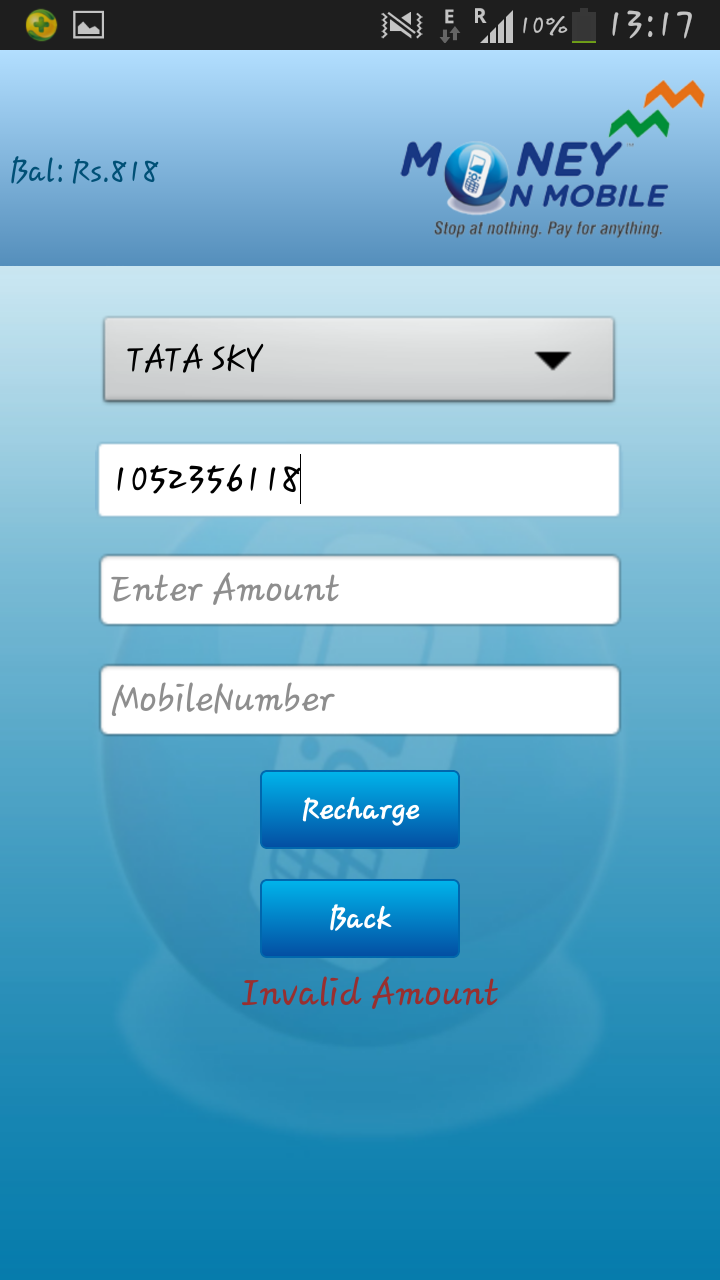 E R 10% 13:17
Bal: Rs.818
MONEY
ON MOBILE
Stop at nothing. Pay for anything.
TATA SKY
1052356118
Enter Amount
MobileNumber
Recharge
Back
Invalid Amount